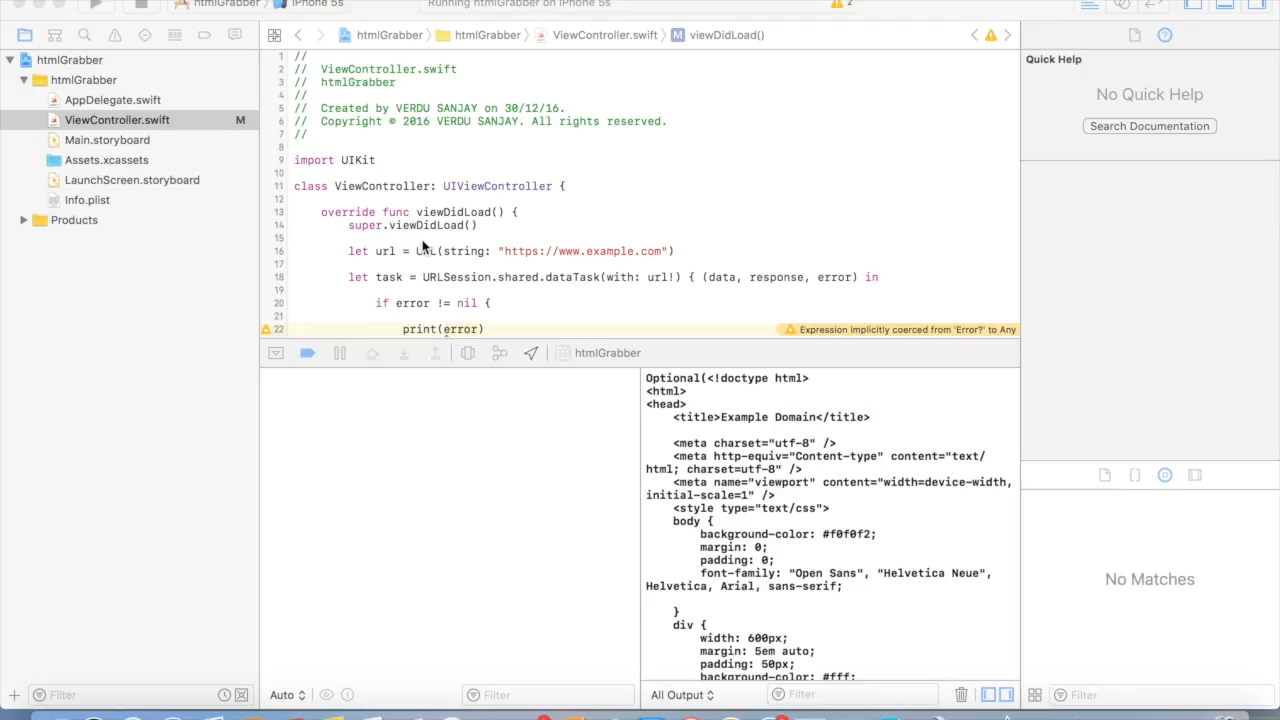 htmlGrabber
iPhone 5s
Running htmlGrabber on iPhone 5s
2
htmlGrabber
htmlGrabber
ViewController.swift
M
viewDidLoad()
htmlGrabber
htmlGrabber
AppDelegate.swift
ViewController.swift
M
Main.storyboard
Assets.xcassets
LaunchScreen.storyboard
Info.plist
Products
1 //
2 // ViewController.swift
3 // htmlGrabber
4 //
5 // Created by VERDU SANJAY on 30/12/16.
6 // Copyright © 2016 VERDU SANJAY. All rights reserved.
7 //
8
9 import UIKit
10
11 class ViewController: UIViewController {
12
13 override func viewDidLoad() {
14 super.viewDidLoad()
15
16 let url = URL(string: "https://www.example.com")
17
18 let task = URLSession.shared.dataTask(with: url!) { (data, response, error) in
19
20 if error != nil {
21
22 print(error)
Expression implicitly coerced from 'Error?' to Any
htmlGrabber
Optional(<!doctype html>
<html>
<head>
<title>Example Domain</title>
<meta charset="utf-8" />
<meta http-equiv="Content-type" content="text/
html; charset=utf-8" />
<meta name="viewport" content="width=device-width,
initial-scale=1" />
<style type="text/css">
body {
background-color: #f0f0f2;
margin: 0;
padding: 0;
font-family: "Open Sans", "Helvetica Neue",
Helvetica, Arial, sans-serif;
}
div {
width: 600px;
margin: 5em auto;
padding: 50px;
background-color: #fff;
Filter
Auto
Filter
All Output
Filter
Quick Help
No Quick Help
Search Documentation
No Matches
Filter